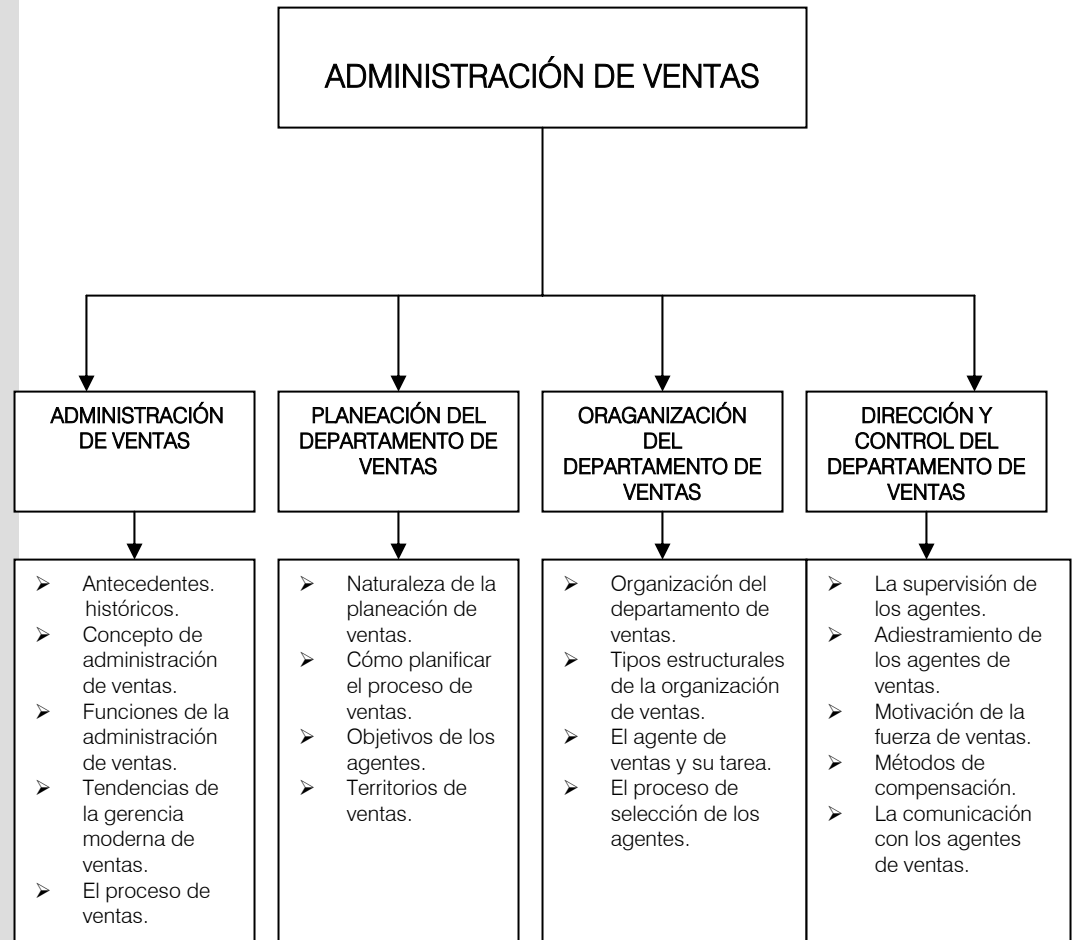 ADMINISTRACIÓN DE VENTAS
ADMINISTRACIÓN
DE VENTAS
PLANEACIÓN DEL
DEPARTAMENTO DE
VENTAS
ORAGANIZACIÓN
DEL
DEPARTAMENTO DE
VENTAS
DIRECCIÓN Y
CONTROL DEL
DEPARTAMENTO DE
VENTAS
➢ Antecedentes.
históricos.
➢ Concepto de
administración
de ventas.
➢ Funciones de la
administración
de ventas.
➢ Tendencias de
la gerencia
moderna de
ventas.
➢ El proceso de
ventas.
➢ Naturaleza de la
planeación de
ventas.
➢ Cómo planificar
el proceso de
ventas.
➢ Objetivos de los
agentes.
➢ Territorios de
ventas.
➢ Organización del
departamento de
ventas.
➢ Tipos estructurales
de la organización
de ventas.
➢ El agente de
ventas y su tarea.
➢ El proceso de
selección de los
agentes.
➢ La supervisión de
los agentes.
➢ Adiestramiento de
los agentes de
ventas.
➢ Motivación de la
fuerza de ventas.
➢ Métodos de
compensación.
➢ La comunicación
con los agentes
de ventas.